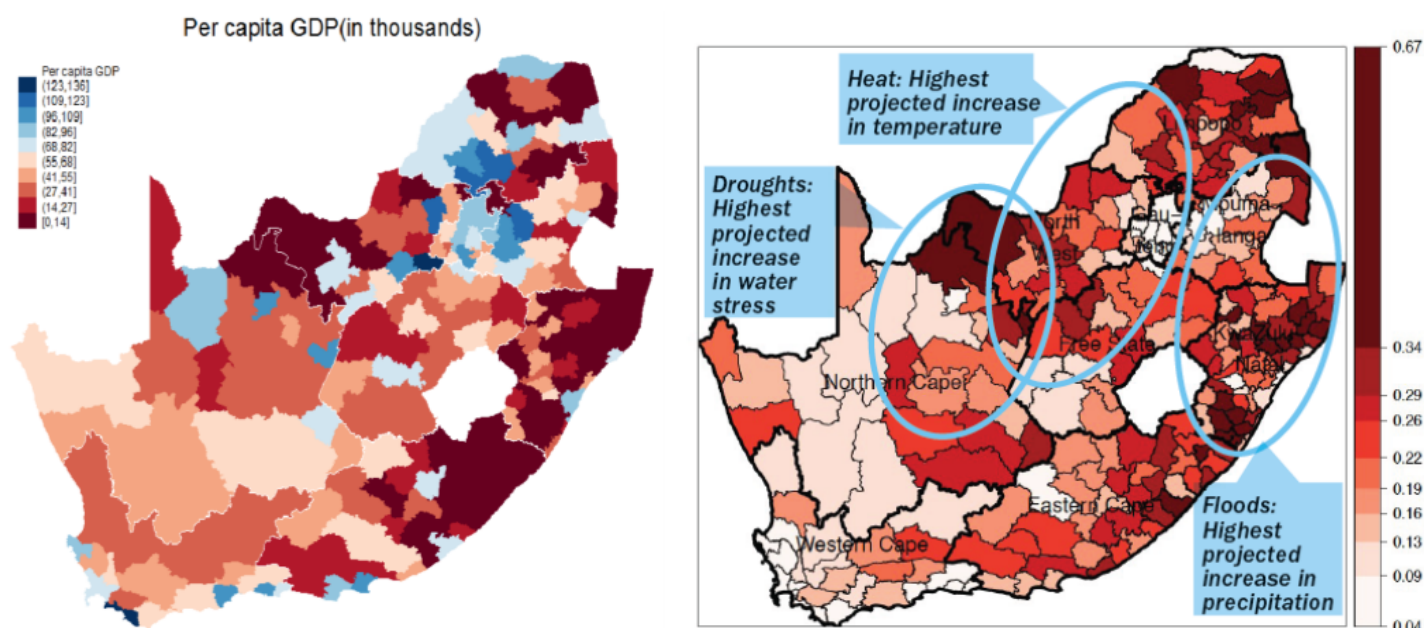 Per capita GDP(in thousands)
Per capita GDP
(123,136]
(109,123]
(96,109]
(82,96]
(68,82]
(55,68]
(41,55]
(27,41]
(14,27]
[0,14]
Heat: Highest
projected increase
in temperature
Droughts:
Highest
projected
increase
in water
stress
Floods:
Highest
projected
increase in
precipitation
Limpopo
North
West
Gau-
Mpuma-
langa
Free State
KwaZulu
Natal
Northern Cape
Eastern Cape
Western Cape
0.67
0.34
0.29
0.26
0.22
0.19
0.16
0.13
0.09
0.04